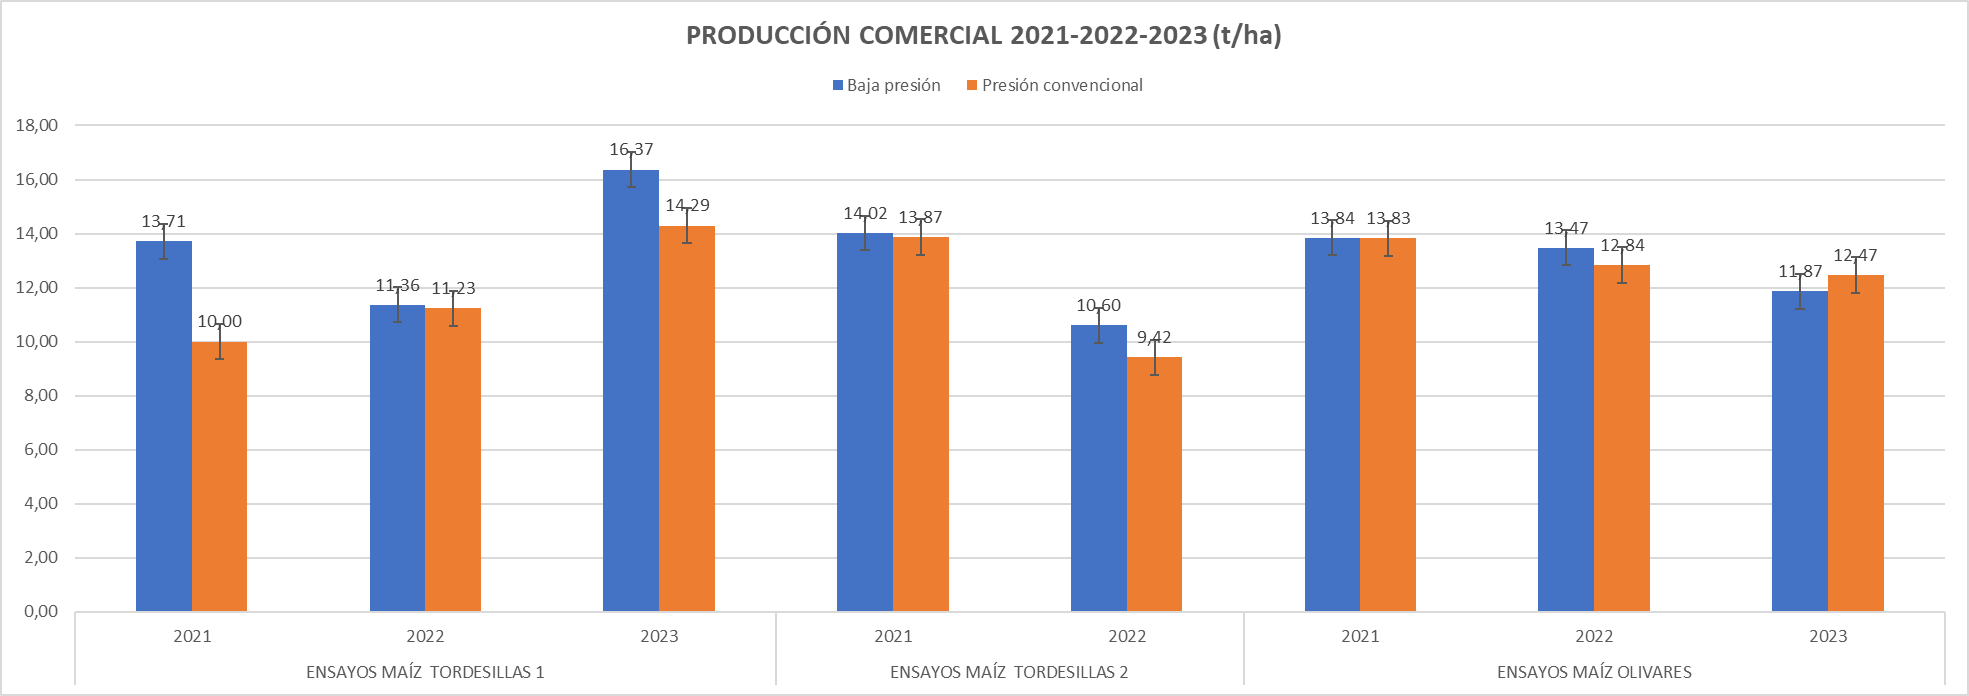 PRODUCCIÓN COMERCIAL 2021-2022-2023 (t/ha)
Baja presión Presión convencional
18,00
16,00
14,00
12,00
10,00
8,00
6,00
4,00
2,00
0,00
13,71 10,00 11,36 11,23 16,37 14,29 14,02 13,87 10,60 9,42 13,84 13,83 13,47 12,84 11,87 12,47
2021 2022 2023 2021 2022 2021 2022 2023
ENSAYOS MAÍZ TORDESILLAS 1 ENSAYOS MAÍZ TORDESILLAS 2 ENSAYOS MAÍZ OLIVARES